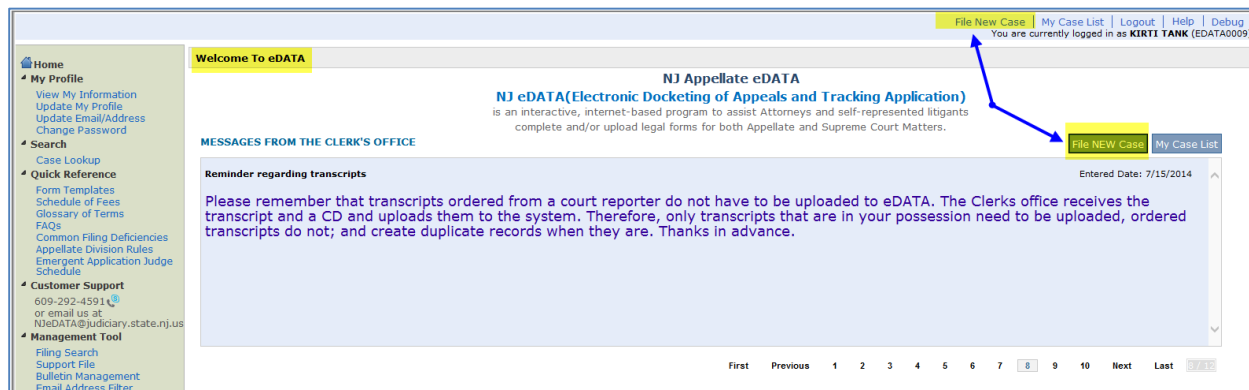 File New Case | My Case List | Logout | Help | Debug
You are currently logged in as KIRTI TANK (EDATA0009)
Home
My Profile
View My Information
Update My Profile
Update Email/Address
Change Password
Search
Case Lookup
Quick Reference
Form Templates
Schedule of Fees
Glossary of Terms
FAQs
Common Filing Deficiencies
Appellate Division Rules
Emergent Application Judge
Schedule
Customer Support
609-292-4591
or email us at
NJeDATA@judiciary.state.nj.us
Management Tool
Filing Search
Support File
Bulletin Management
Email Address Filter
Welcome To eDATA
NJ Appellate eDATA
NJ eDATA(Electronic Docketing of Appeals and Tracking Application)
is an interactive, internet-based program to assist Attorneys and self-represented litigants
complete and/or upload legal forms for both Appellate and Supreme Court Matters.
MESSAGES FROM THE CLERK'S OFFICE
File NEW Case My Case List
Reminder regarding transcripts Entered Date: 7/15/2014
Please remember that transcripts ordered from a court reporter do not have to be uploaded to eDATA. The Clerks office receives the
transcript and a CD and uploads them to the system. Therefore, only transcripts that are in your possession need to be uploaded, ordered
transcripts do not; and create duplicate records when they are. Thanks in advance.
First Previous 1 2 3 4 5 6 7 8 9 10 Next Last 8 / 12